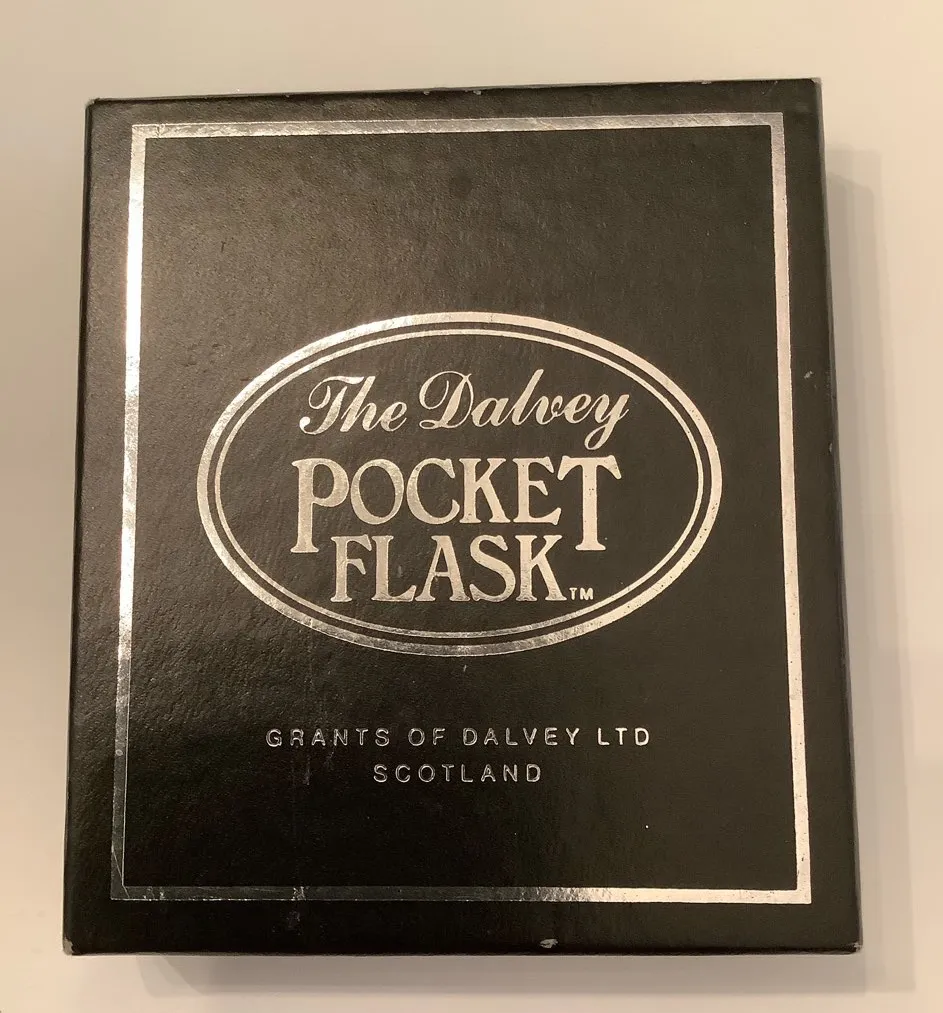 The Dalvey
POCKET
FLASK™
GRANTS OF DALVEY LTD
SCOTLAND